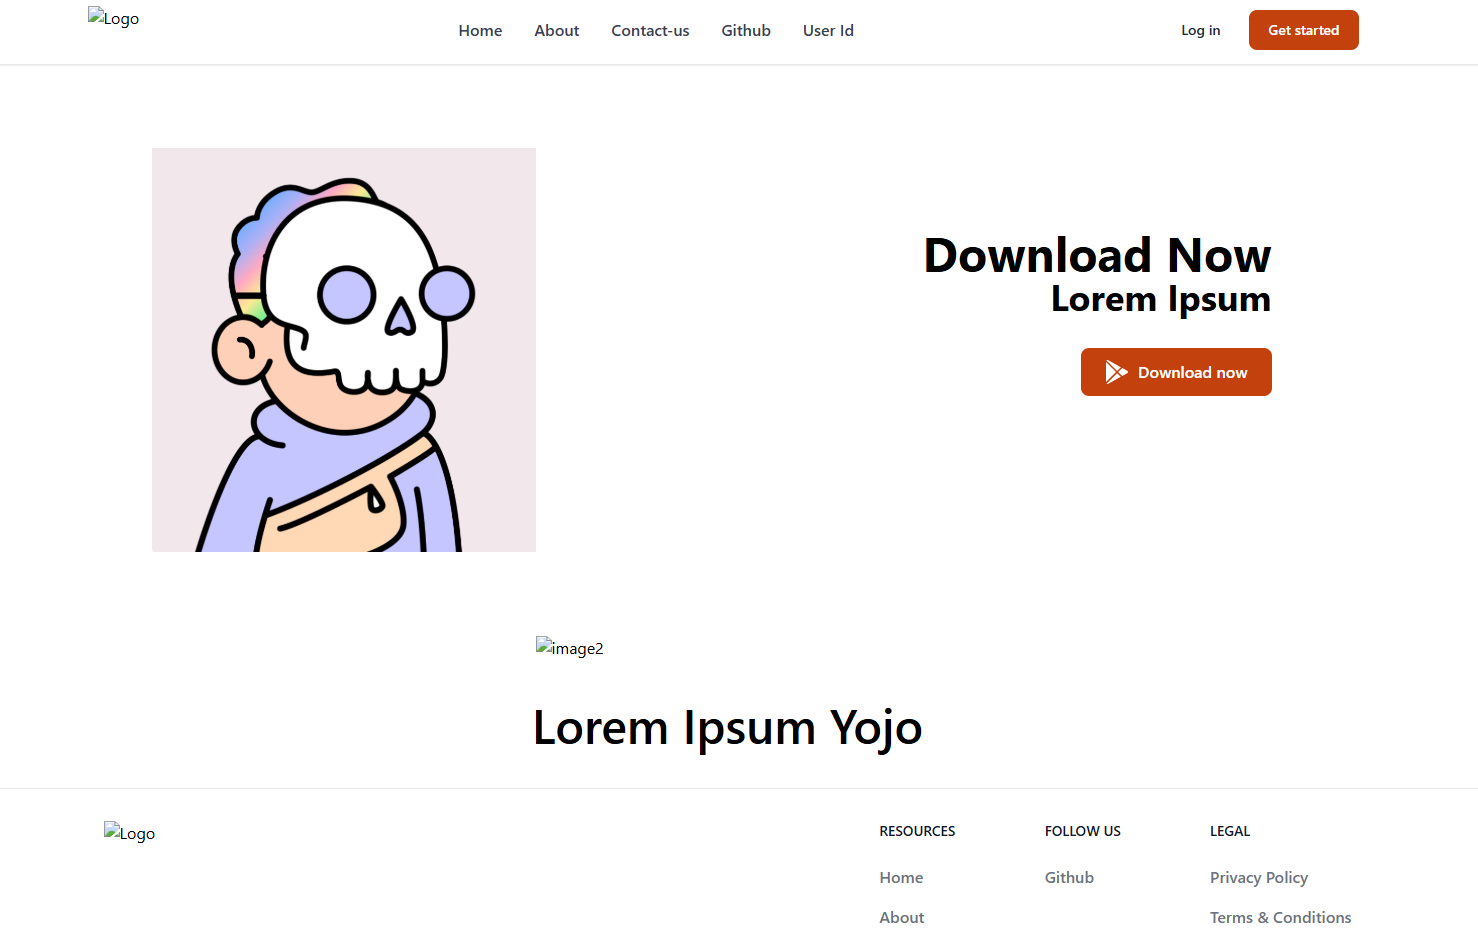 Logo
Home About Contact-us Github User Id
Log in Get started
Download Now
Lorem Ipsum
Download now
image2
Lorem Ipsum Yojo
Logo
RESOURCES
Home
About
FOLLOW US
Github
LEGAL
Privacy Policy
Terms & Conditions